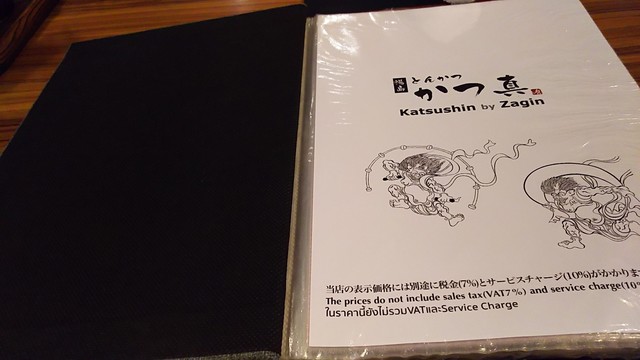 とんかつ
かつ真
Katsushin by Zagin
当店の表示価格には別途に税金(7%)とサービスチャージ(10%)がかかりま
The prices do not include sales tax(VAT7%) and service charge(10%
ในราคานี้ยังไม่รวมVATและService Charge